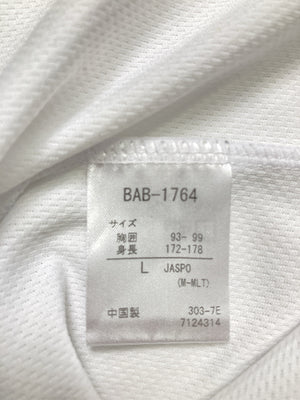 BAB-1764
サイズ
胸囲 93- 99
身長 172-178
L JASPO
(M-MLT)
中国製 303-7E
7124314